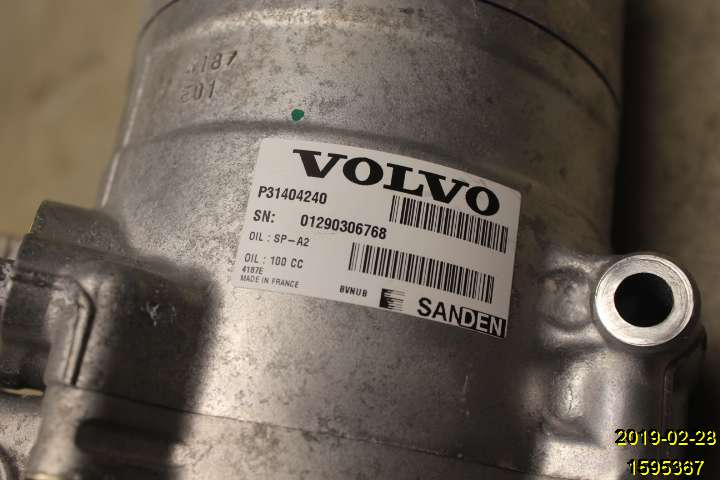 4187
E01
VOLVO
P31404240
SN: 01290306768
OIL : SP-A2
OIL : 100 CC
4187E
MADE IN FRANCE
BVNUB
SANDEN
2019-02-28
1595367